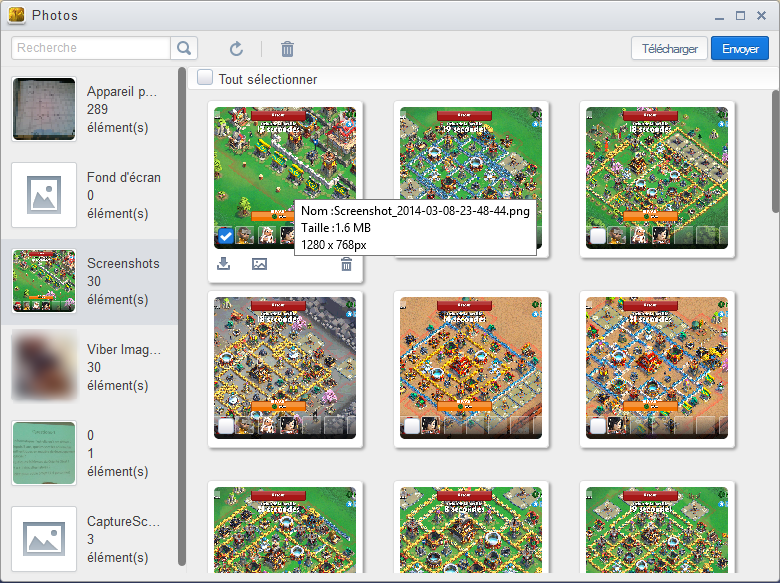 Photos
Recherche
Télécharger
Envoyer
Tout sélectionner
Appareil p...
289
élément(s)
Fond d'écran
0
élément(s)
Screenshots
30
élément(s)
Viber Imag...
30
élément(s)
0
1
élément(s)
CaptureSc...
3
élément(s)
19 secondes
18 secondes
Nom :Screenshot_2014-03-08-23-48-44.png
Taille :1.6 MB
1280 x 768px
18 secondes
19 secondes